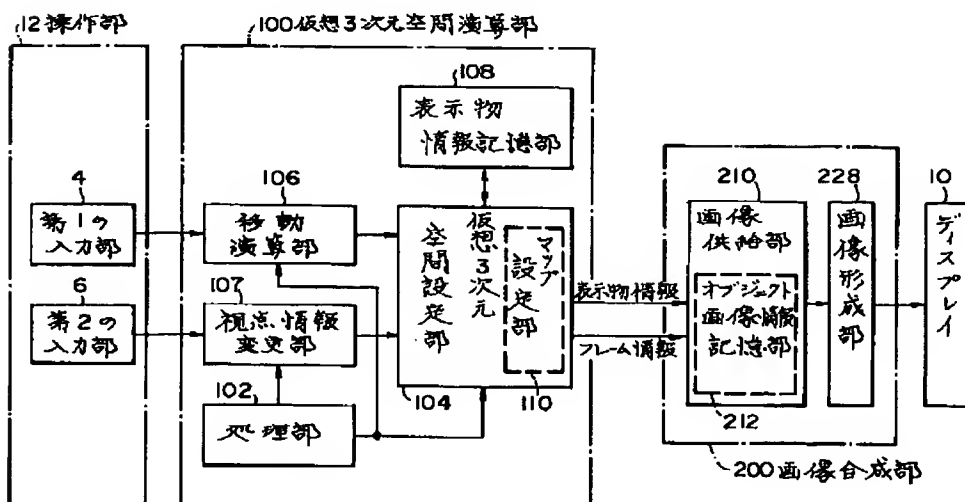 12 操作部
100 仮想3次元空間演算部
108
表示物
情報記憶部
4
第1の
入力部
106
移動
演算部
6
第2の
入力部
107
視点情報
変更部
102
処理部
仮想3次元
空間設定部
104
マップ
設定部
110
表示物情報
フレーム情報
210
画像
供給部
オブジェクト
画像情報
記憶部
212
228
画像形成部
200 画像合成部
10
ディスプレイ